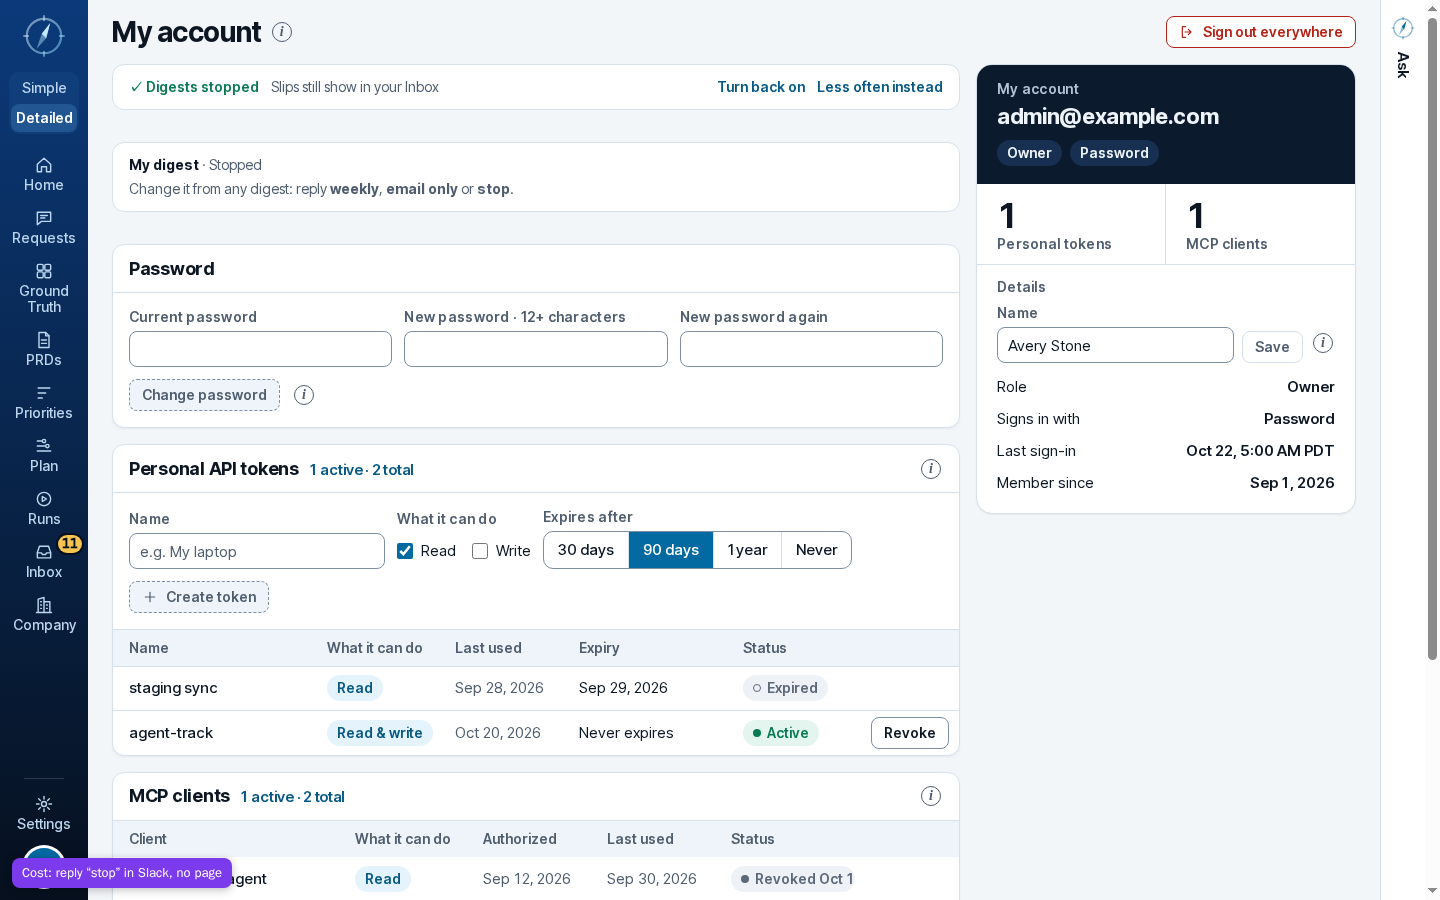 My account i
Sign out everywhere
Simple
Detailed
Home
Requests
Ground
Truth
PRDs
Priorities
Plan
Runs
11
Inbox
Company
Settings
✓ Digests stopped Slips still show in your Inbox Turn back on Less often instead
My digest · Stopped
Change it from any digest: reply weekly, email only or stop.
Password
Current password New password · 12+ characters New password again
Change password i
Personal API tokens 1 active · 2 total i
Name What it can do Expires after
e.g. My laptop Read Write 30 days 90 days 1 year Never
+ Create token
Name What it can do Last used Expiry Status
staging sync Read Sep 28, 2026 Sep 29, 2026 Expired
agent-track Read & write Oct 20, 2026 Never expires Active Revoke
MCP clients 1 active · 2 total i
Client What it can do Authorized Last used Status
agent Read Sep 12, 2026 Sep 30, 2026 Revoked Oct 1
Cost: reply “stop” in Slack, no page
My account
admin@example.com
Owner Password
1 1
Personal tokens MCP clients
Details
Name
Avery Stone Save i
Role Owner
Signs in with Password
Last sign-in Oct 22, 5:00 AM PDT
Member since Sep 1, 2026
Ask